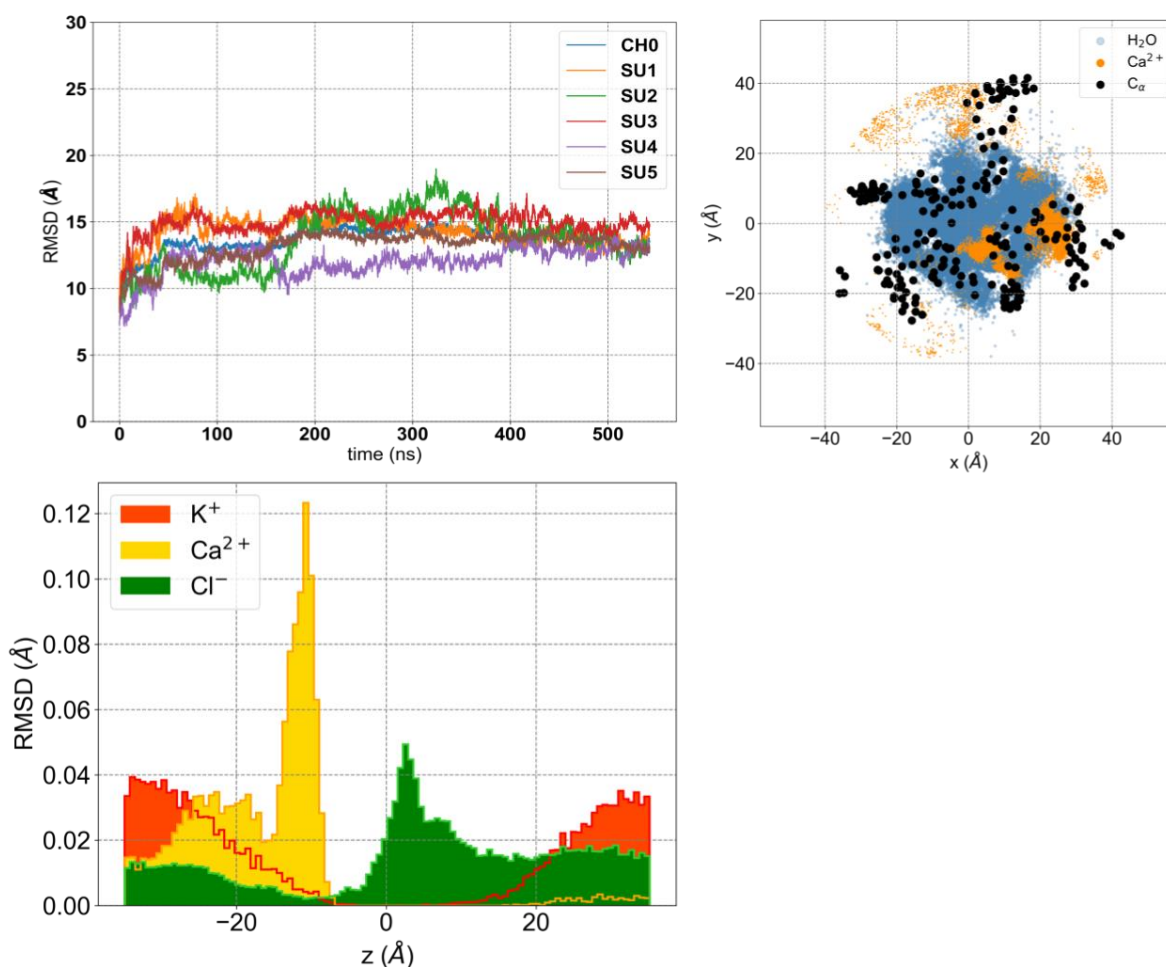 RMSD (Å)
30
25
20
15
10
5
0
0 100 200 300 400 500
time (ns)
CH0
SU1
SU2
SU3
SU4
SU5
y (Å)
40
20
0
−20
−40
−40 −20 0 20 40
x (Å)
H₂O
Ca²⁺
Cα
RMSD (Å)
0.12
0.10
0.08
0.06
0.04
0.02
0.00
−20 0 20
z (Å)
K⁺
Ca²⁺
Cl⁻